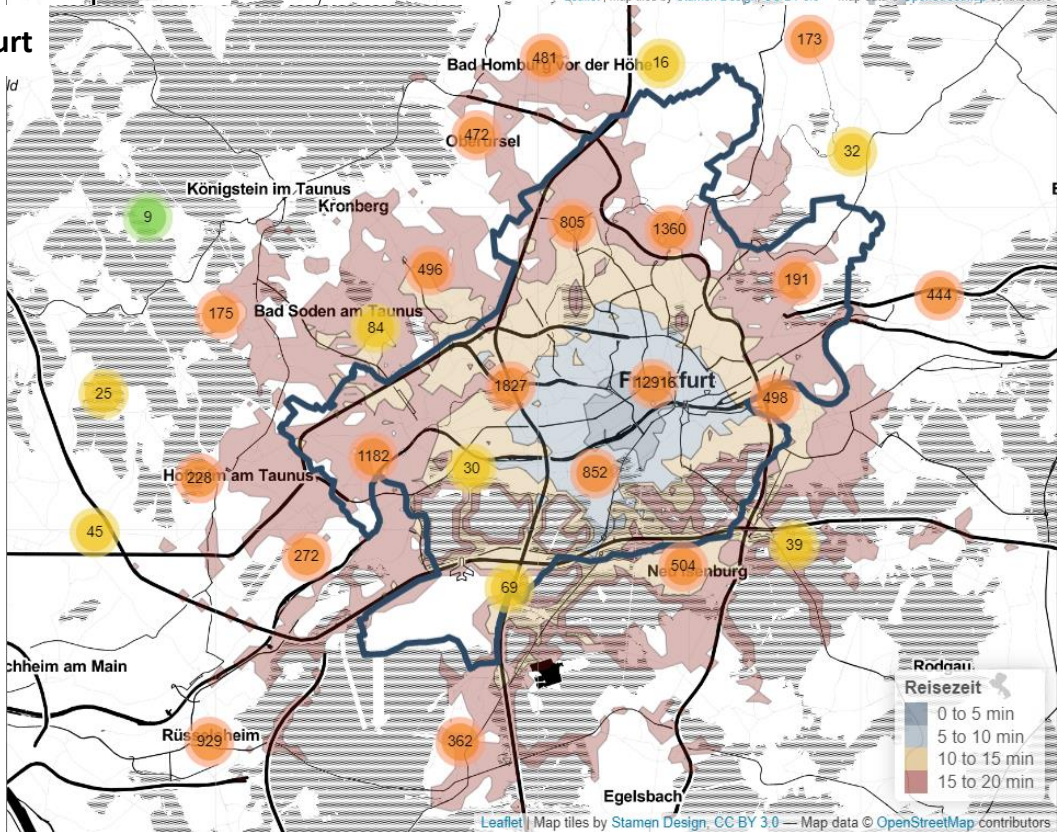 urt
173
481
Bad Homburg vor der Höhe
16
ld
472
Oberursel
32
Königstein im Taunus
9
Kronberg
805
1360
496
191
444
175
Bad Soden am Taunus
84
25
1827
Frankfurt
12916
498
1182
30
852
Hofheim am Taunus
228
45
39
272
504
Neu-Isenburg
69
chheim am Main
Rodgau
Reisezeit
0 to 5 min
5 to 10 min
10 to 15 min
15 to 20 min
Rüsselsheim
929
362
Egelsbach
Leaflet | Map tiles by Stamen Design, CC BY 3.0 — Map data © OpenStreetMap contributors